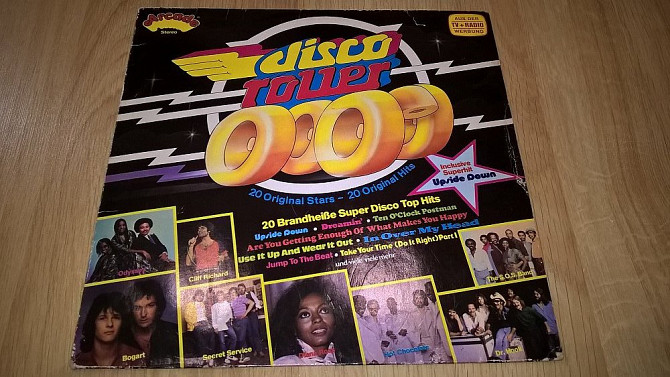 Arcade
Stereo
AUS DER
TV + RADIO
WERBUNG
disco
roller
20 Original Stars – 20 Original Hits
Inclusive
Superhit
Upside Down
20 Brandheiße Super Disco Top Hits
Upside Down • Dreamin' • Ten O'Clock Postman
Are You Getting Enough Of What Makes You Happy
Use It Up And Wear It Out • In Over My Head
Jump To The Beat • Take Your Time (Do It Right) Part I
und viele viele mehr
Odyssey
Cliff Richard
The S.O.S. Band
Bogart
Secret Service
Hot Chocolate
Dr. Hook